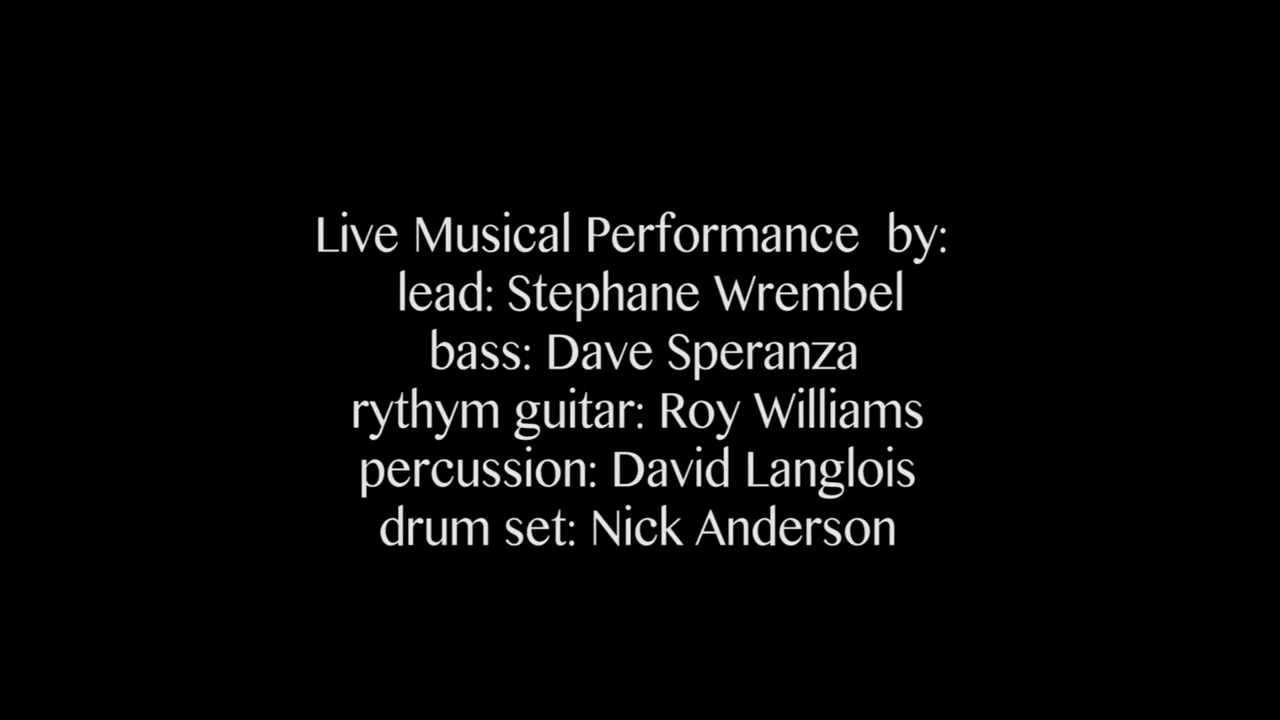 Live Musical Performance by:
lead: Stephane Wrembel
bass: Dave Speranza
rythym guitar: Roy Williams
percussion: David Langlois
drum set: Nick Anderson